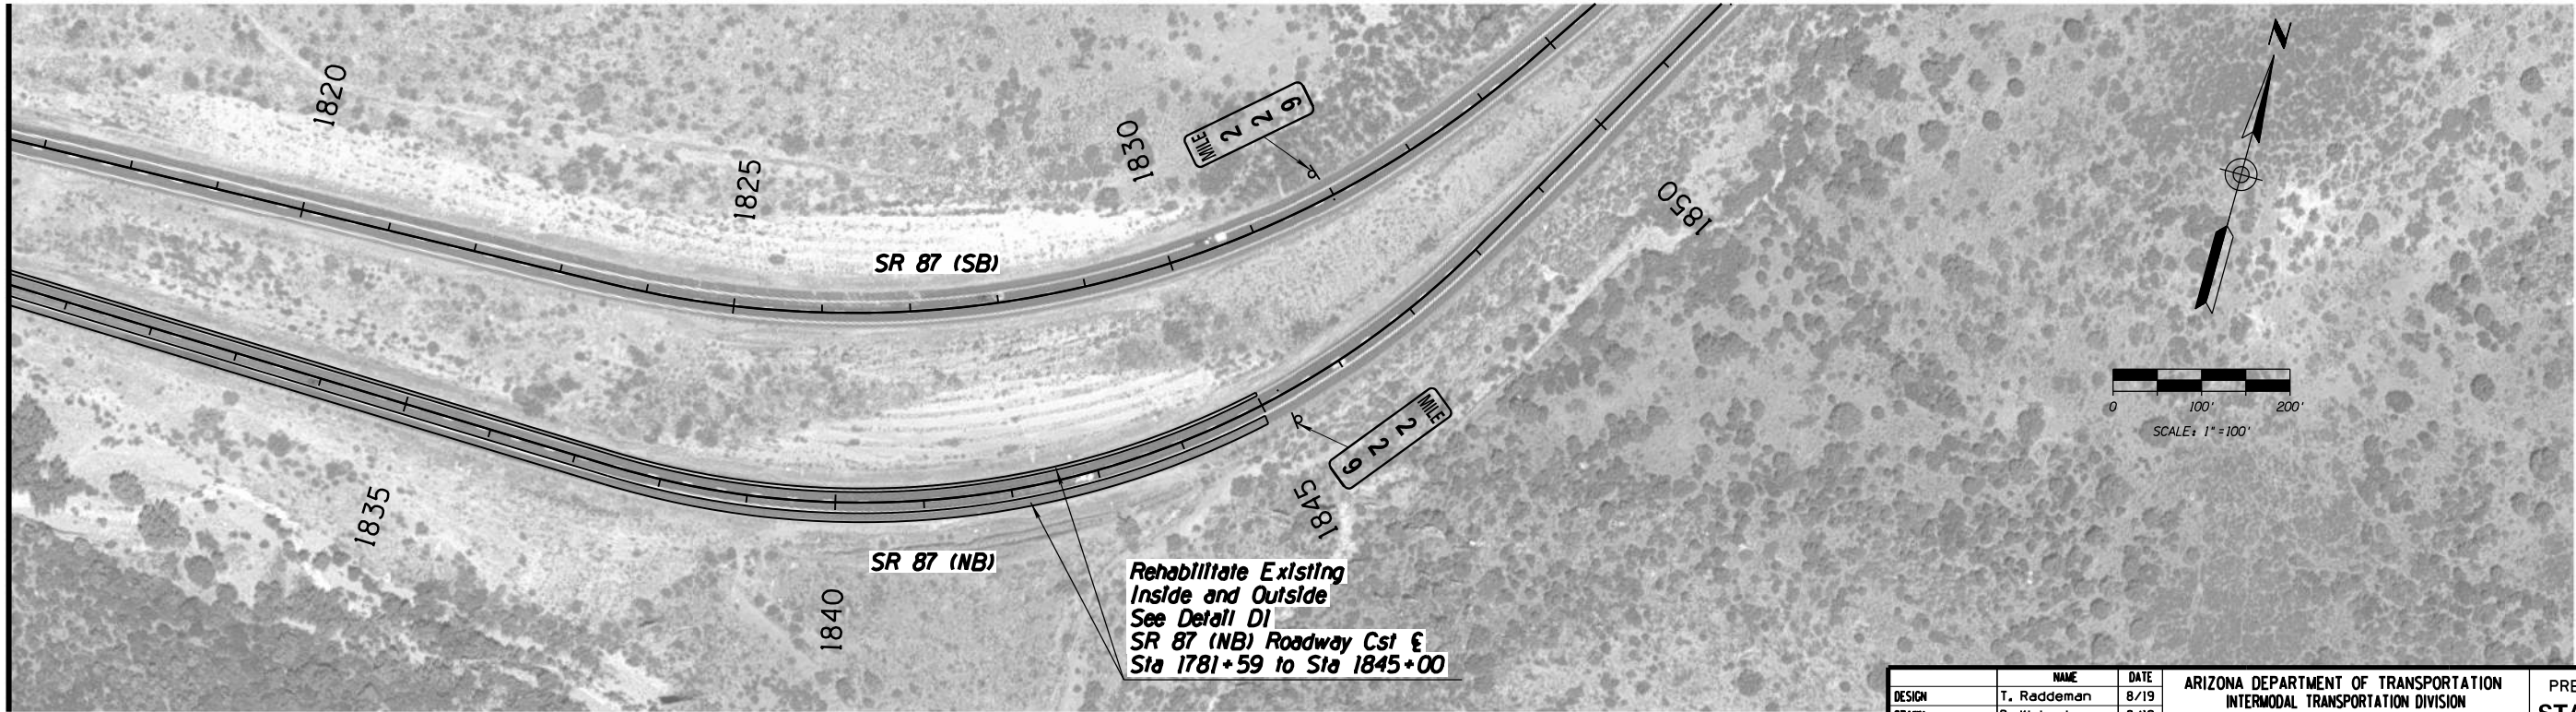 1820
1825
1830
MILE
2
2
9
1850
N
SR 87 (SB)
0 100' 200'
SCALE: 1"=100'
MILE
2
2
9
1835
1845
SR 87 (NB)
1840
Rehabilitate Existing
Inside and Outside
See Detail D1
SR 87 (NB) Roadway Cst ℄
Sta 1781+59 to Sta 1845+00
NAME DATE
DESIGN T. Raddeman 8/19
ARIZONA DEPARTMENT OF TRANSPORTATION
INTERMODAL TRANSPORTATION DIVISION
PRE